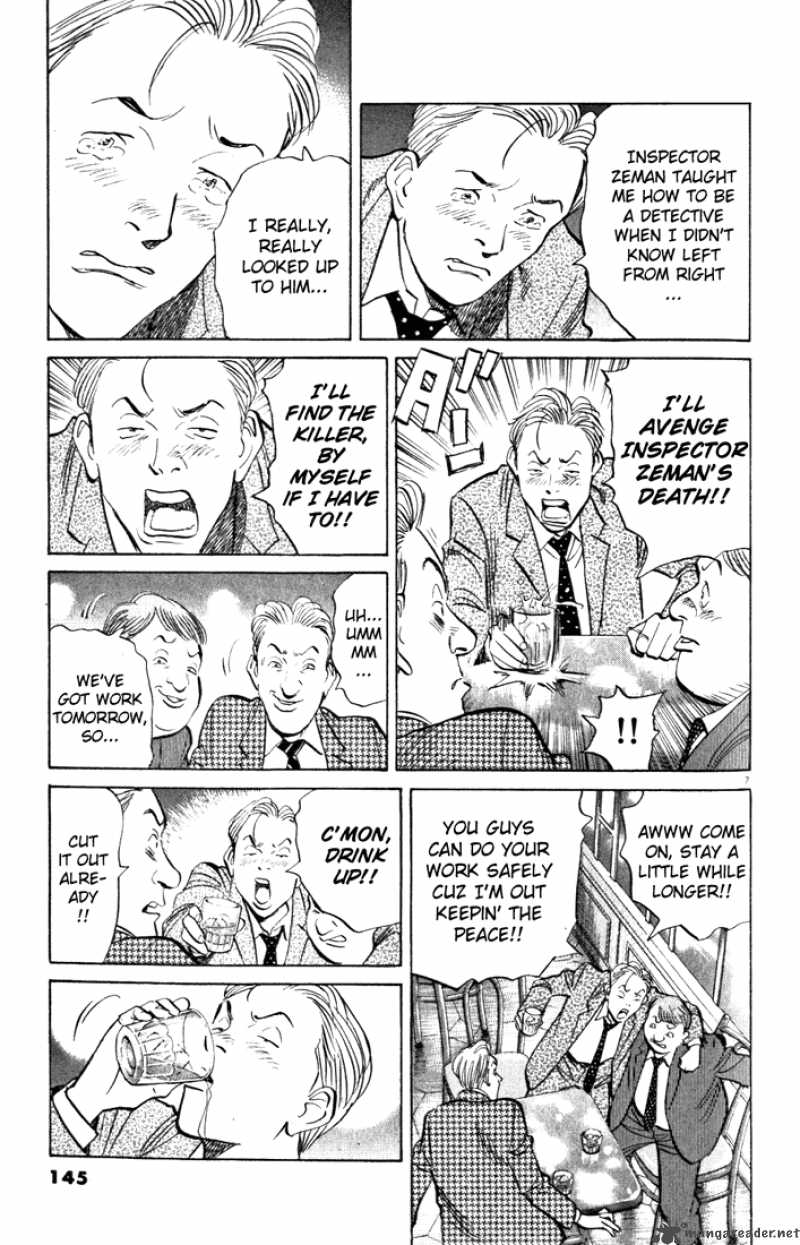 INSPECTOR
ZEMAN TAUGHT
ME HOW TO BE
A DETECTIVE
WHEN I DIDN'T
KNOW LEFT
FROM RIGHT
...
I REALLY,
REALLY
LOOKED UP
TO HIM...
I'LL
AVENGE
INSPECTOR
ZEMAN'S
DEATH!!
!!
I'LL
FIND THE
KILLER,
BY
MYSELF
IF I HAVE
TO!!
UH...
UMM
MM
...
WE'VE
GOT WORK
TOMORROW,
SO...
7
AWWW COME
ON, STAY A
LITTLE WHILE
LONGER!!
YOU GUYS
CAN DO YOUR
WORK SAFELY
CUZ I'M OUT
KEEPIN' THE
PEACE!!
C'MON,
DRINK
UP!!
CUT
IT OUT
ALRE-
ADY
!!
145
mangareader.net